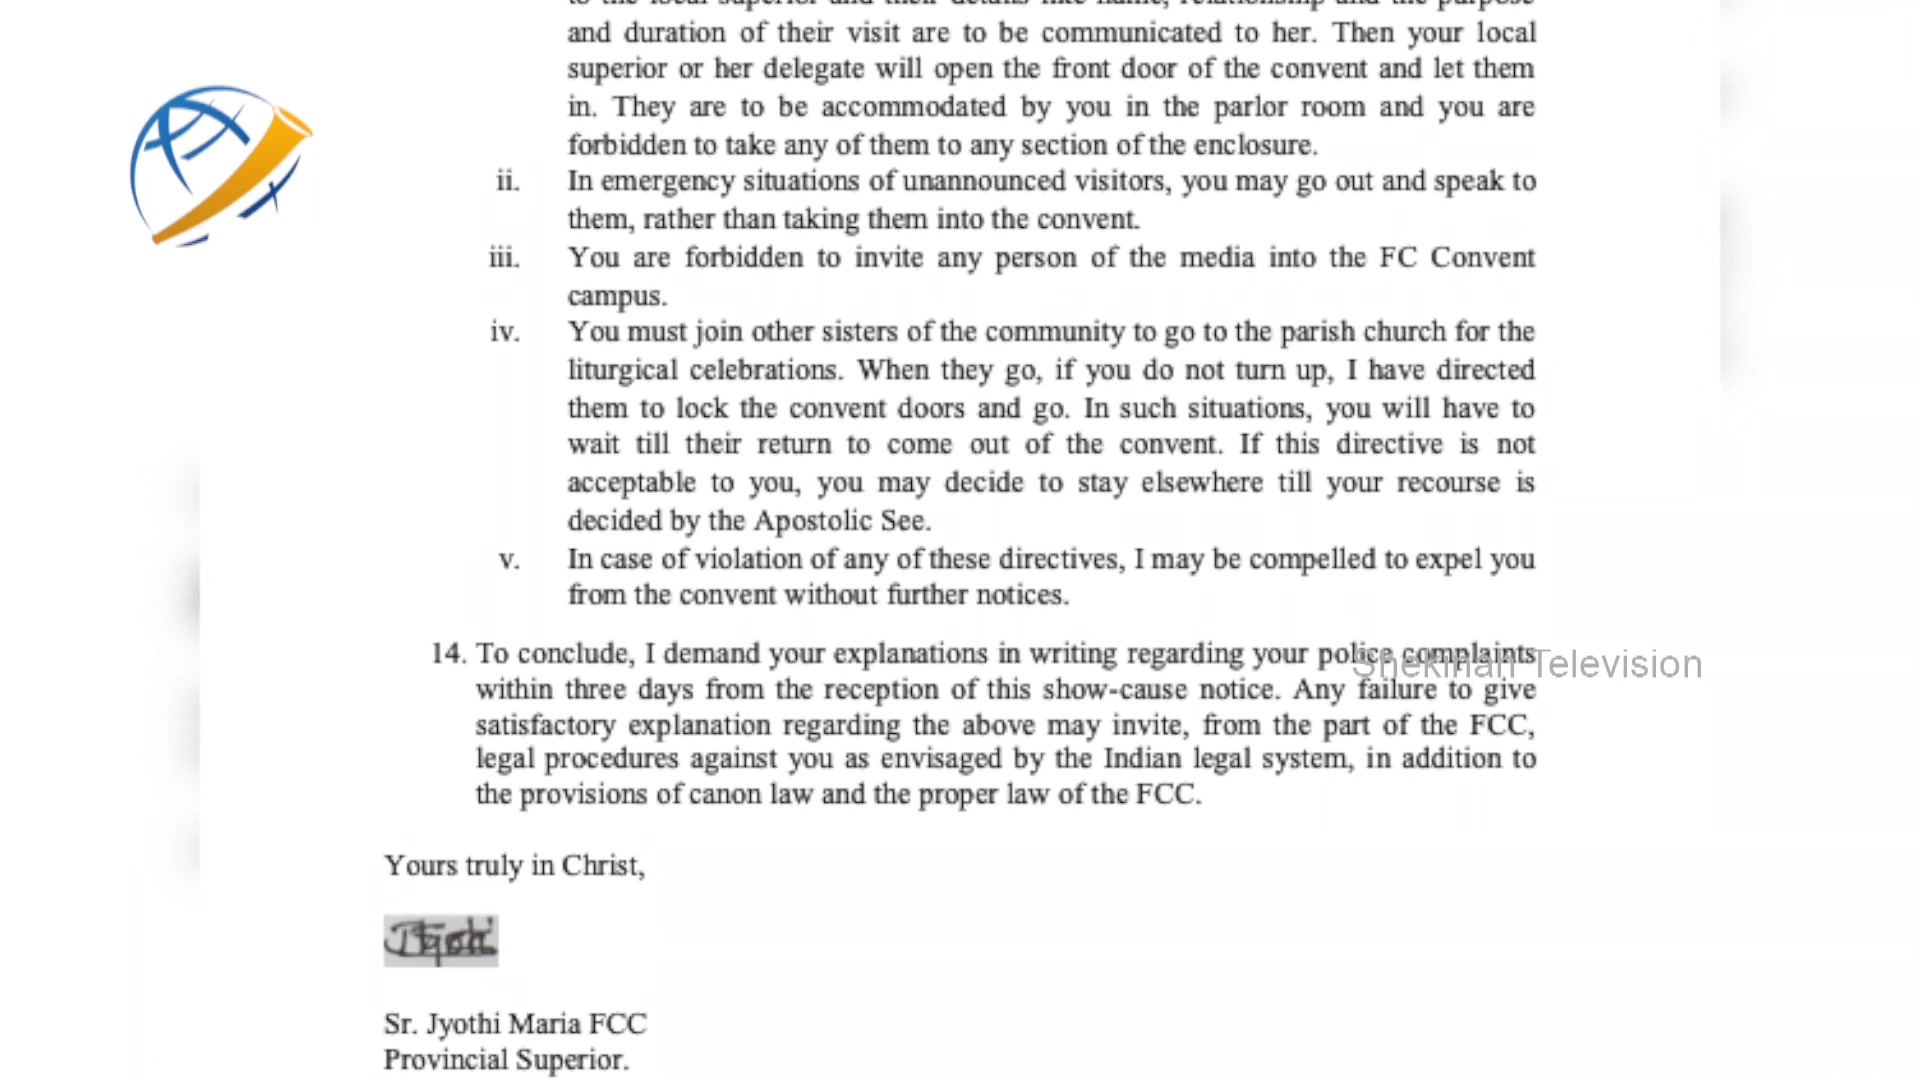 to the local superior and their details like name, relationship and the purpose
and duration of their visit are to be communicated to her. Then your local
superior or her delegate will open the front door of the convent and let them
in. They are to be accommodated by you in the parlor room and you are
forbidden to take any of them to any section of the enclosure.
ii. In emergency situations of unannounced visitors, you may go out and speak to
them, rather than taking them into the convent.
iii. You are forbidden to invite any person of the media into the FC Convent
campus.
iv. You must join other sisters of the community to go to the parish church for the
liturgical celebrations. When they go, if you do not turn up, I have directed
them to lock the convent doors and go. In such situations, you will have to
wait till their return to come out of the convent. If this directive is not
acceptable to you, you may decide to stay elsewhere till your recourse is
decided by the Apostolic See.
v. In case of violation of any of these directives, I may be compelled to expel you
from the convent without further notices.
14. To conclude, I demand your explanations in writing regarding your police complaints
Shekinah Television
within three days from the reception of this show-cause notice. Any failure to give
satisfactory explanation regarding the above may invite, from the part of the FCC,
legal procedures against you as envisaged by the Indian legal system, in addition to
the provisions of canon law and the proper law of the FCC.
Yours truly in Christ,
Jyothi
Sr. Jyothi Maria FCC
Provincial Superior.